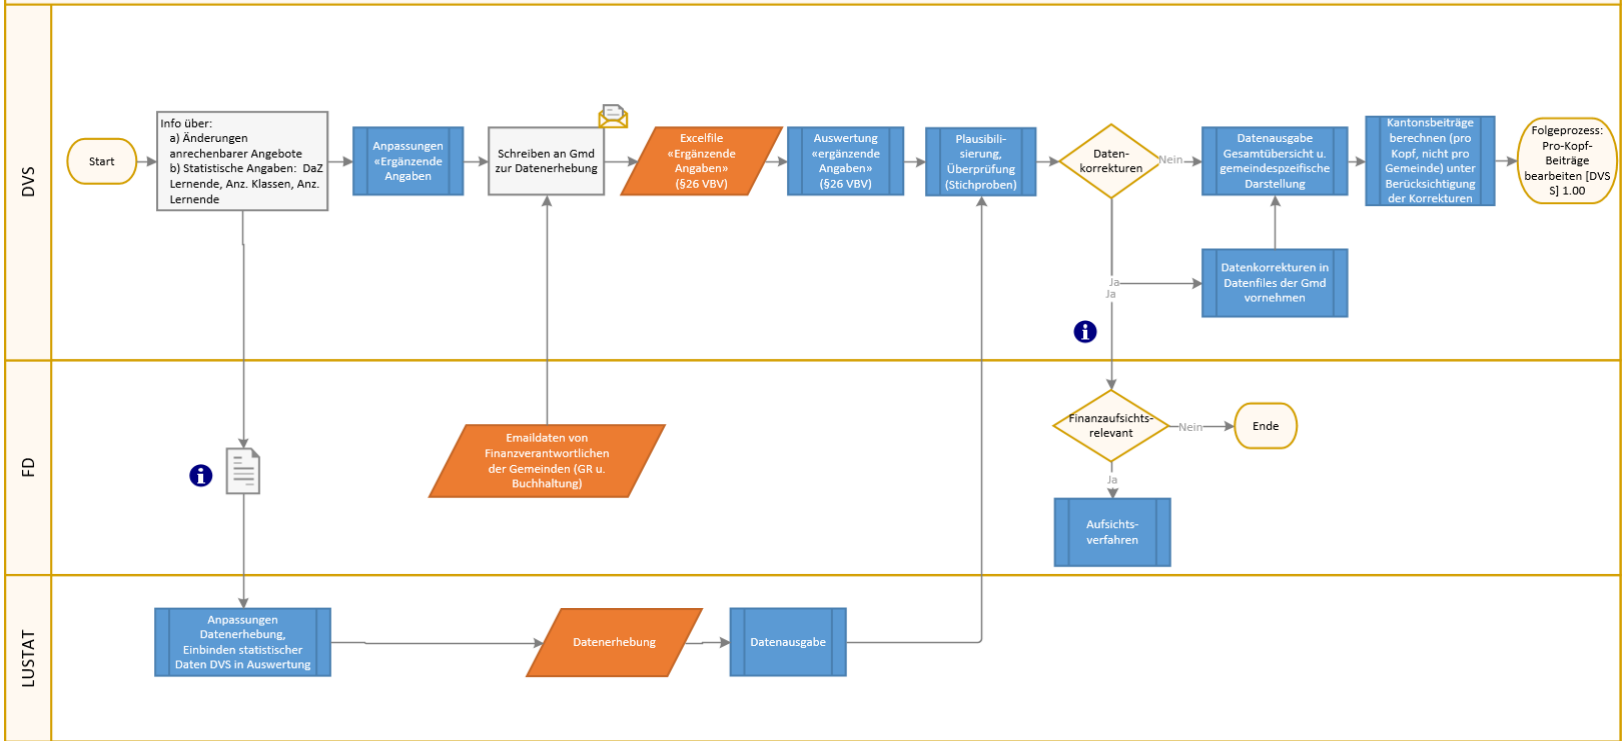 DVS
Start
Info über:
a) Änderungen
anrechenbarer Angebote
b) Statistische Angaben: DaZ
Lernende, Anz. Klassen, Anz.
Lernende
Anpassungen
«Ergänzende
Angaben
Schreiben an Gmd
zur Datenerhebung
Excelfile
«Ergänzende
Angaben»
(§26 VBV)
Auswertung
«ergänzende
Angaben»
(§26 VBV)
Plausibili-
sierung,
Überprüfung
(Stichproben)
Daten-
korrekturen
Nein
Datenausgabe
Gesamtübersicht u.
gemeindespzeifische
Darstellung
Kantonsbeiträge
berechnen (pro
Kopf, nicht pro
Gemeinde) unter
Berücksichtigung
der Korrekturen
Folgeprozess:
Pro-Kopf-
Beiträge
bearbeiten [DVS
S] 1.00
Ja
Ja
Datenkorrekturen in
Datenfiles der Gmd
vornehmen
i
FD
i
Emaildaten von
Finanzverantwortlichen
der Gemeinden (GR u.
Buchhaltung)
Finanzaufsichts-
relevant
Nein
Ende
Ja
Aufsichts-
verfahren
LUSTAT
Anpassungen
Datenerhebung,
Einbinden statistischer
Daten DVS in Auswertung
Datenerhebung
Datenausgabe